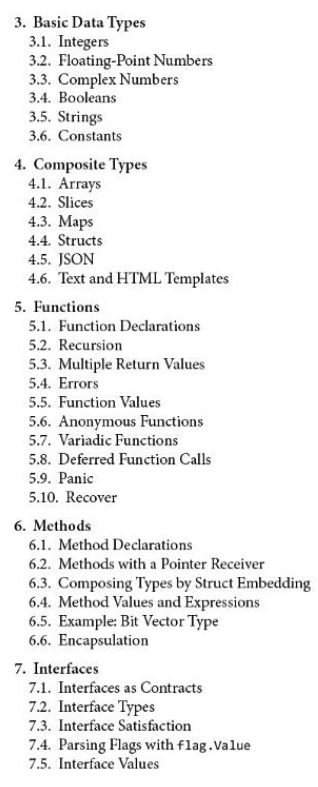 3. Basic Data Types
3.1. Integers
3.2. Floating-Point Numbers
3.3. Complex Numbers
3.4. Booleans
3.5. Strings
3.6. Constants
4. Composite Types
4.1. Arrays
4.2. Slices
4.3. Maps
4.4. Structs
4.5. JSON
4.6. Text and HTML Templates
5. Functions
5.1. Function Declarations
5.2. Recursion
5.3. Multiple Return Values
5.4. Errors
5.5. Function Values
5.6. Anonymous Functions
5.7. Variadic Functions
5.8. Deferred Function Calls
5.9. Panic
5.10. Recover
6. Methods
6.1. Method Declarations
6.2. Methods with a Pointer Receiver
6.3. Composing Types by Struct Embedding
6.4. Method Values and Expressions
6.5. Example: Bit Vector Type
6.6. Encapsulation
7. Interfaces
7.1. Interfaces as Contracts
7.2. Interface Types
7.3. Interface Satisfaction
7.4. Parsing Flags with flag.Value
7.5. Interface Values